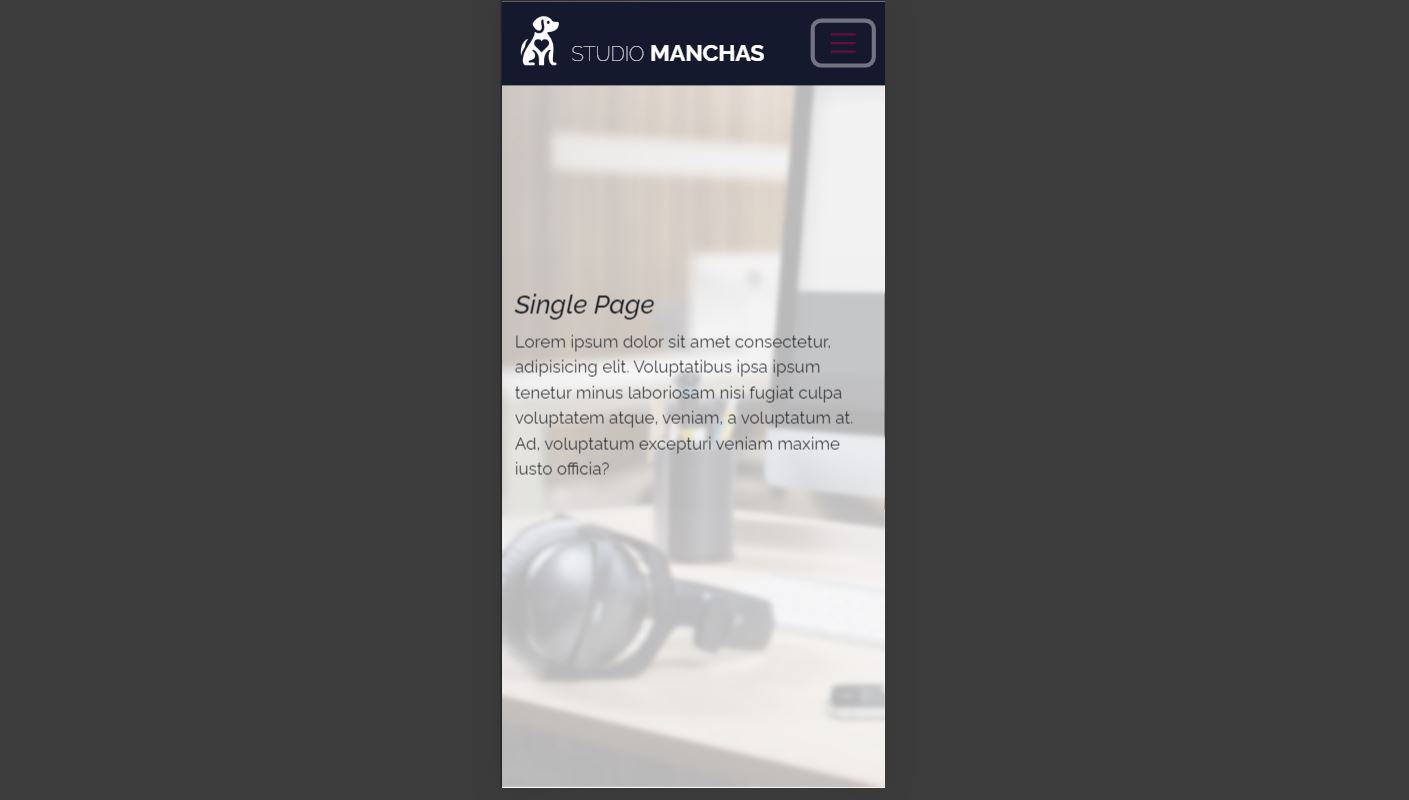 STUDIO MANCHAS
Single Page
Lorem ipsum dolor sit amet consectetur,
adipisicing elit. Voluptatibus ipsa ipsum
tenetur minus laboriosam nisi fugiat culpa
voluptatem atque, veniam, a voluptatum at.
Ad, voluptatum excepturi veniam maxime
iusto officia?